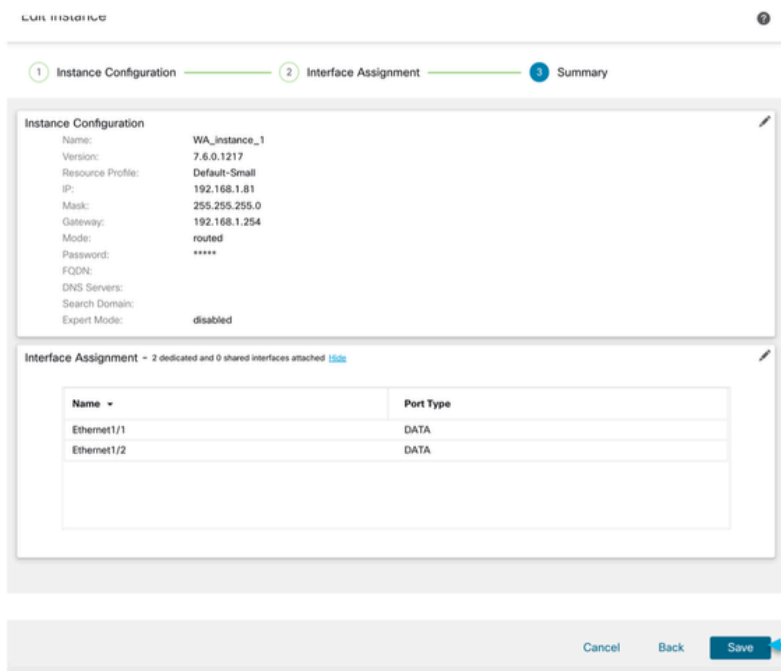 Edit Instance
1 Instance Configuration 2 Interface Assignment 3 Summary
Instance Configuration
Name: WA_instance_1
Version: 7.6.0.1217
Resource Profile: Default-Small
IP: 192.168.1.81
Mask: 255.255.255.0
Gateway: 192.168.1.254
Mode: routed
Password: *****
FQDN:
DNS Servers:
Search Domain:
Expert Mode: disabled
Interface Assignment - 2 dedicated and 0 shared interfaces attached Hide
Name Port Type
Ethernet1/1 DATA
Ethernet1/2 DATA
Cancel Back Save